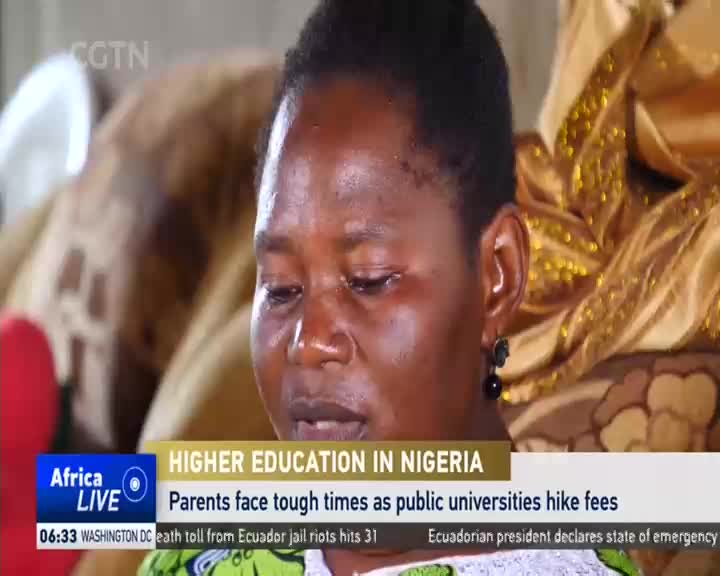 CGTN
HIGHER EDUCATION IN NIGERIA
Africa
LIVE
Parents face tough times as public universities hike fees
06:33 WASHINGTON DC
eath toll from Ecuador jail riots hits 31 Ecuadorian president declares state of emergency